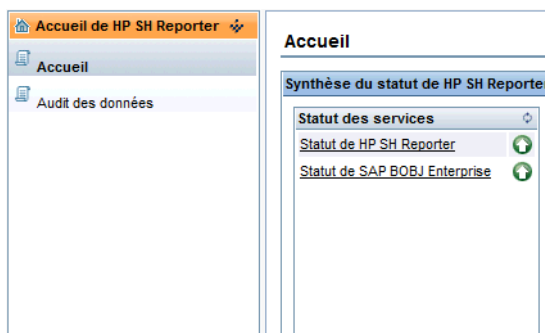 Accueil de HP SH Reporter
Accueil
Audit des données
Accueil
Synthèse du statut de HP SH Reporter
Statut des services
Statut de HP SH Reporter
Statut de SAP BOBJ Enterprise